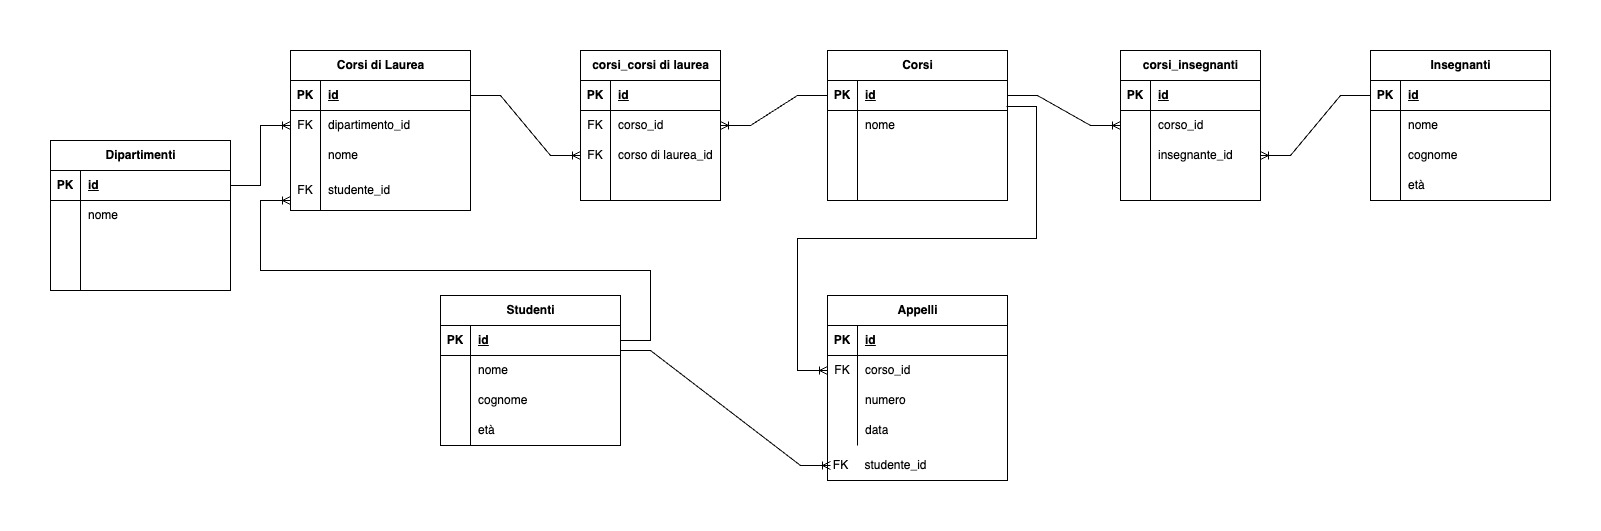 Corsi di Laurea
PK id
FK dipartimento_id
nome
FK studente_id
corsi_corsi di laurea
PK id
FK corso_id
FK corso di laurea_id
Corsi
PK id
nome
corsi_insegnanti
PK id
corso_id
insegnante_id
Insegnanti
PK id
nome
cognome
età
Dipartimenti
PK id
nome
Studenti
PK id
nome
cognome
età
Appelli
PK id
FK corso_id
numero
data
FK studente_id